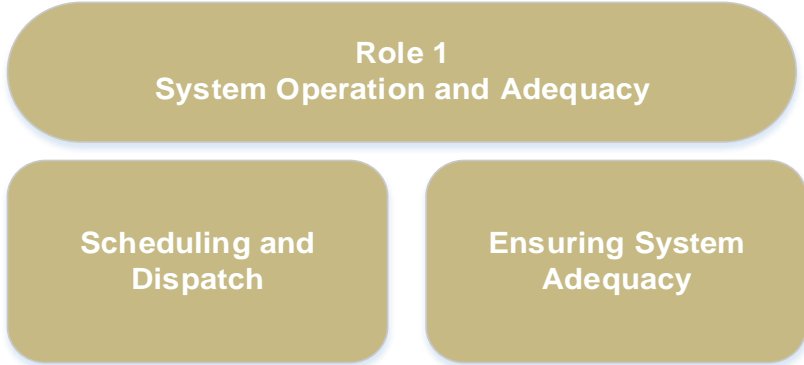 Role 1
System Operation and Adequacy
Scheduling and
Dispatch
Ensuring System
Adequacy